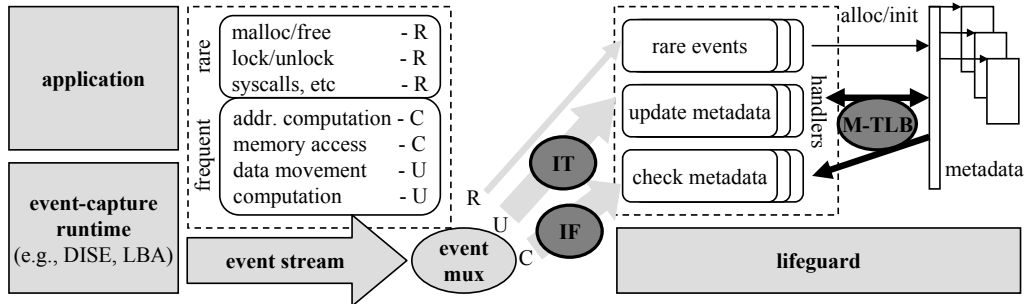 application
event-capture
runtime
(e.g., DISE, LBA)
rare
malloc/free - R
lock/unlock - R
syscalls, etc - R
frequent
addr. computation - C
memory access - C
data movement - U
computation - U
event stream
event
mux
R
U
C
IT
IF
rare events
update metadata
check metadata
handlers
alloc/init
M-TLB
metadata
lifeguard